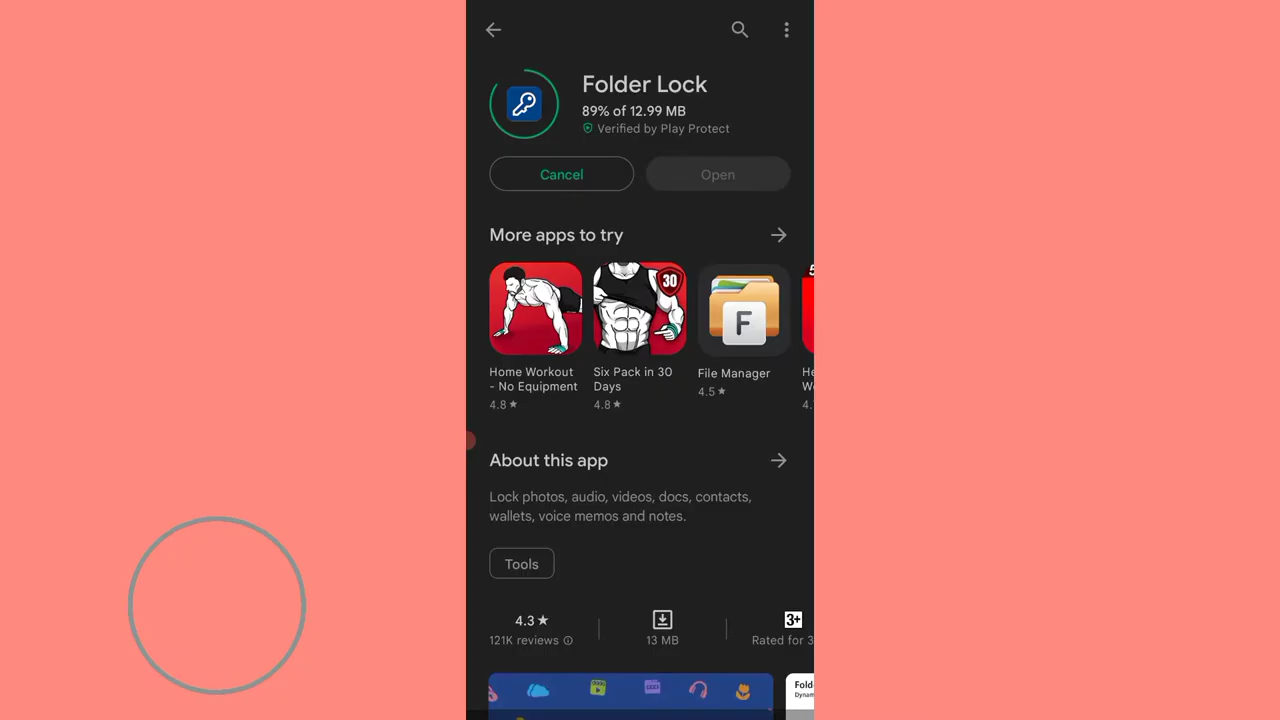 Folder Lock
89% of 12.99 MB
Verified by Play Protect
Cancel
Open
More apps to try
30
F
Home Workout
- No Equipment
4.8★
Six Pack in 30
Days
4.8★
File Manager
4.5★
About this app
Lock photos, audio, videos, docs, contacts,
wallets, voice memos and notes.
Tools
4.3★
121K reviews
13 MB
3+
Rated for 3